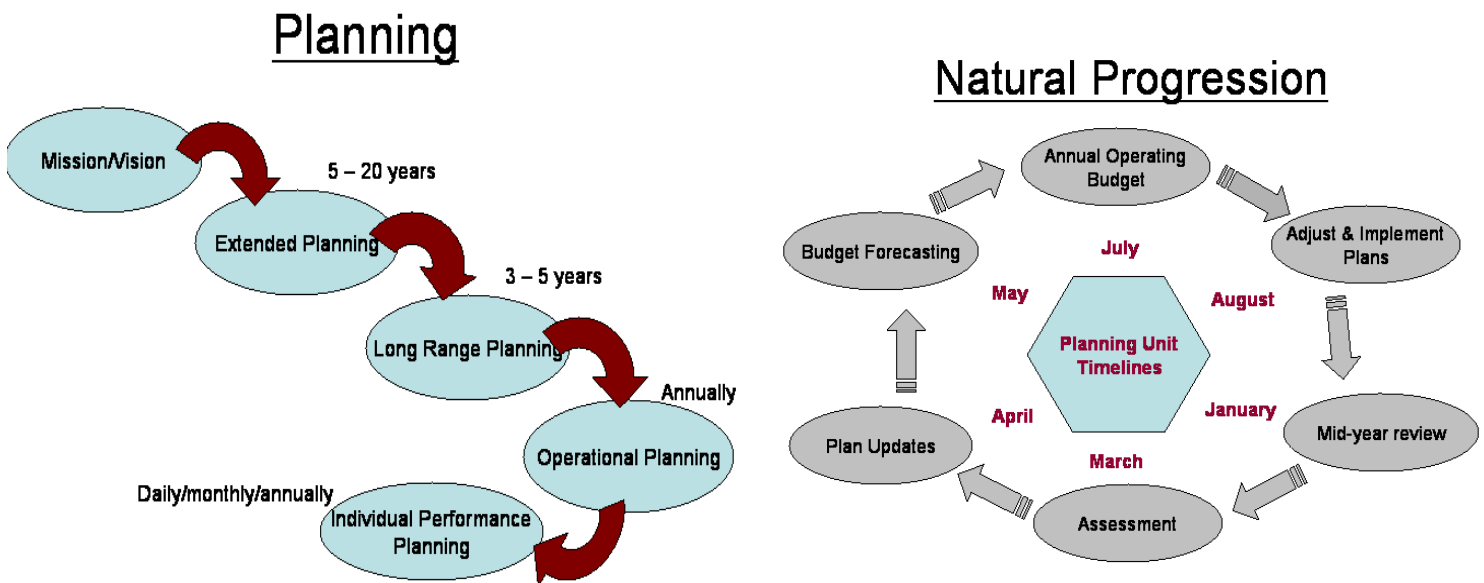 Planning
Mission/Vision
5 – 20 years
Extended Planning
3 – 5 years
Long Range Planning
Annually
Operational Planning
Daily/monthly/annually
Individual Performance
Planning
Natural Progression
Annual Operating
Budget
Adjust & Implement
Plans
Mid-year review
Assessment
Plan Updates
Budget Forecasting
July
August
January
March
April
May
Planning Unit
Timelines